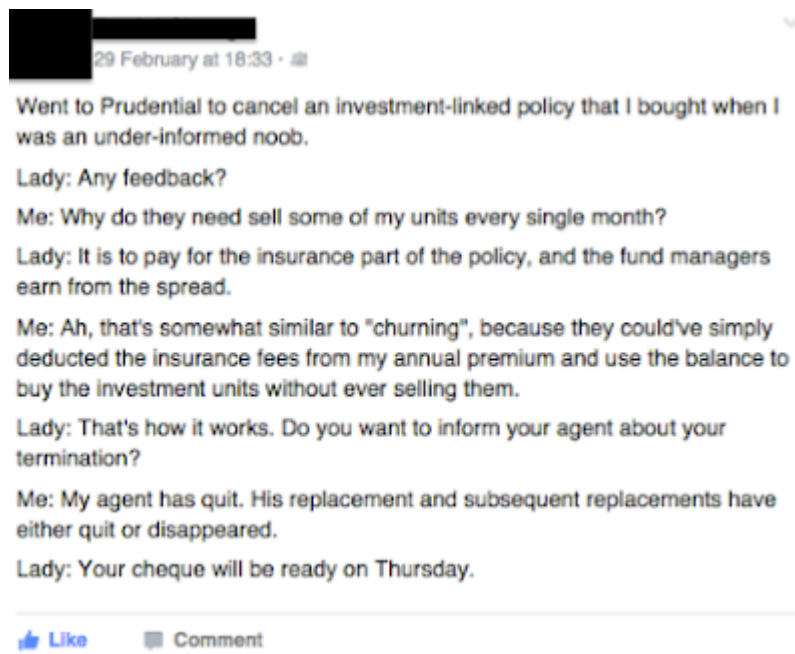 29 February at 18:33 ·
Went to Prudential to cancel an investment-linked policy that I bought when I
was an under-informed noob.
Lady: Any feedback?
Me: Why do they need sell some of my units every single month?
Lady: It is to pay for the insurance part of the policy, and the fund managers
earn from the spread.
Me: Ah, that's somewhat similar to "churning", because they could've simply
deducted the insurance fees from my annual premium and use the balance to
buy the investment units without ever selling them.
Lady: That's how it works. Do you want to inform your agent about your
termination?
Me: My agent has quit. His replacement and subsequent replacements have
either quit or disappeared.
Lady: Your cheque will be ready on Thursday.
Like Comment